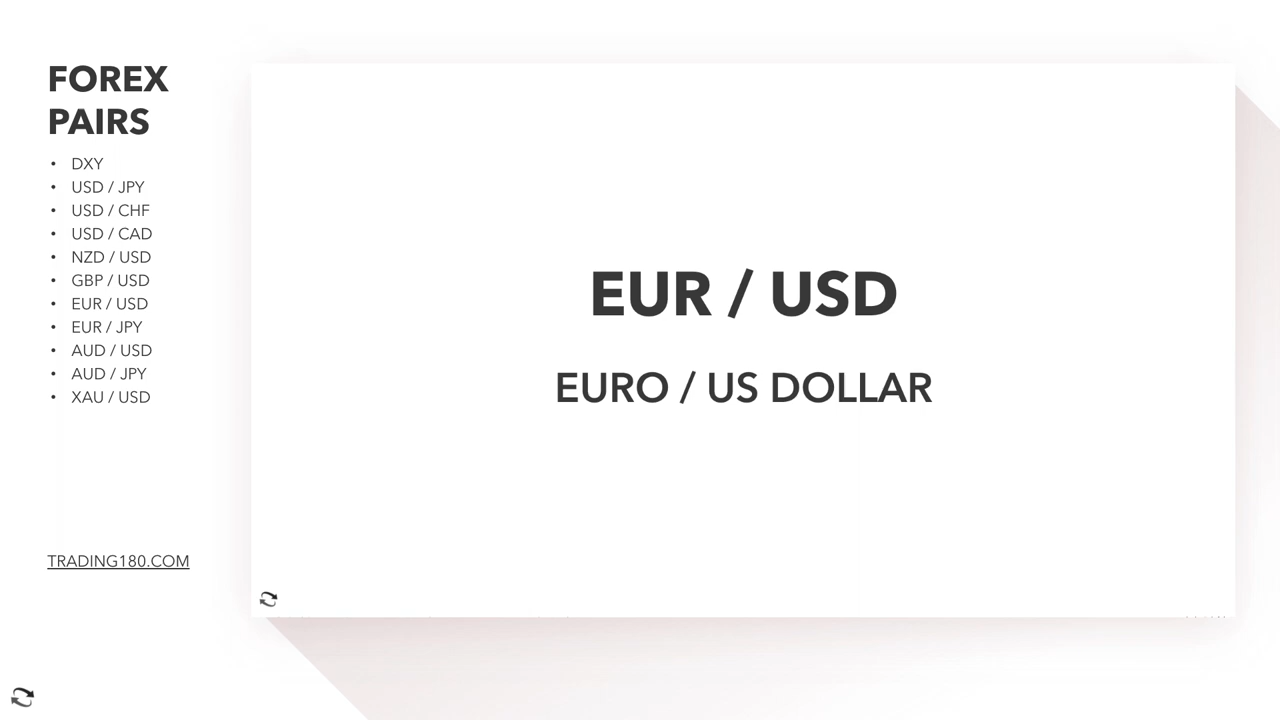 FOREX
PAIRS
• DXY
• USD / JPY
• USD / CHF
• USD / CAD
• NZD / USD
• GBP / USD
• EUR / USD
• EUR / JPY
• AUD / USD
• AUD / JPY
• XAU / USD
TRADING180.COM
EUR / USD
EURO / US DOLLAR